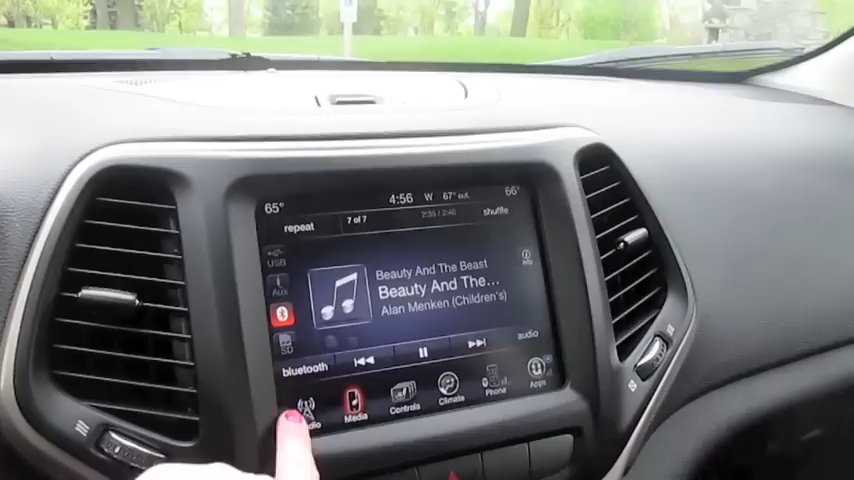 65° 4:56 W 67° out. 66°
repeat 7 of 7 2:35 / 2:46 shuffle
USB
info
Beauty And The Beast
Aux
Beauty And The...
Alan Menken (Children's)
SD
audio
bluetooth
Media Controls Climate Phone Apps